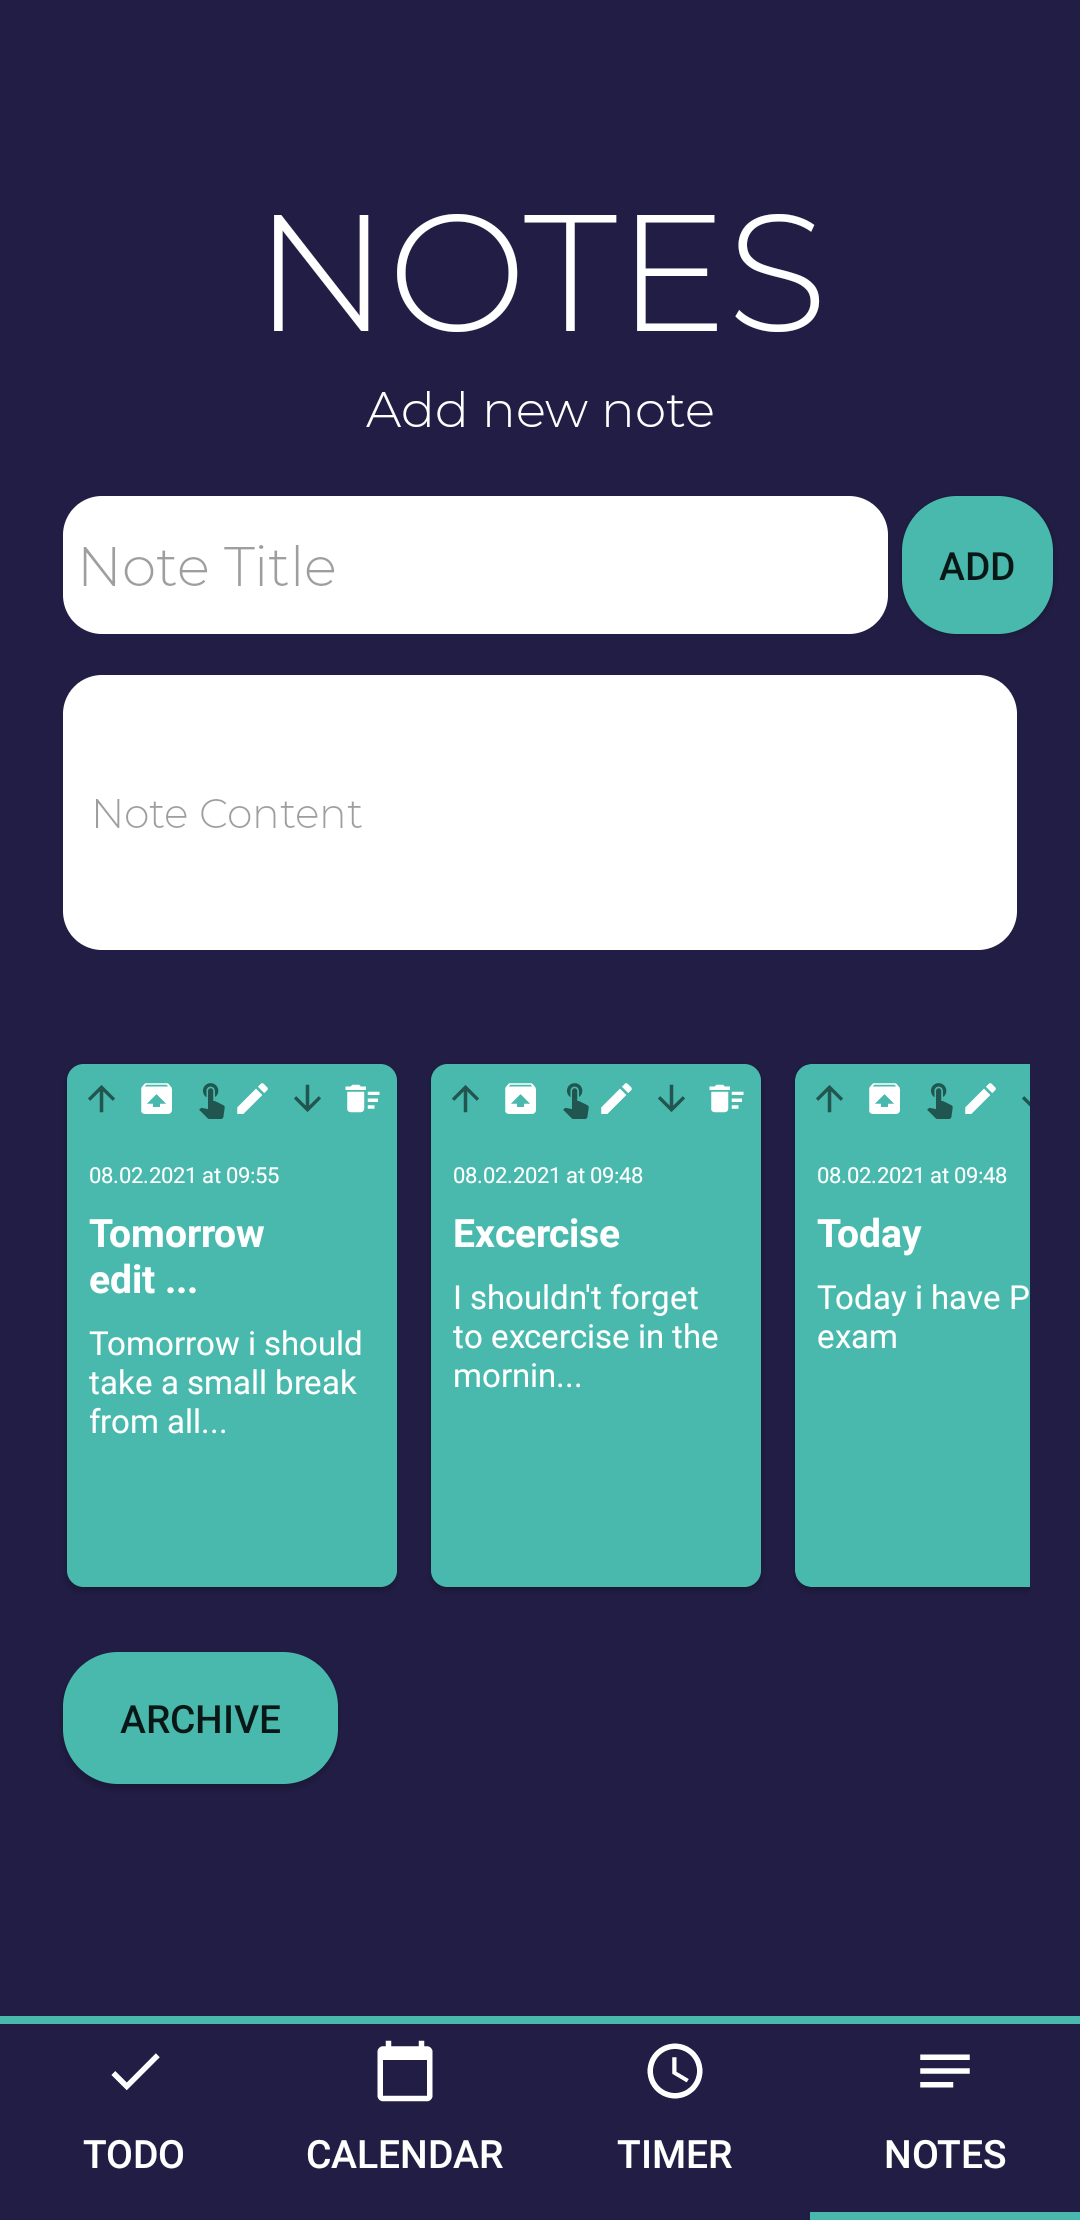 NOTES
Add new note
Note Title
ADD
Note Content
08.02.2021 at 09:55
Tomorrow
edit ...
Tomorrow i should
take a small break
from all...
08.02.2021 at 09:48
Excercise
I shouldn't forget
to excercise in the
mornin...
08.02.2021 at 09:48
Today
Today i have
exam
ARCHIVE
TODO
CALENDAR
TIMER
NOTES